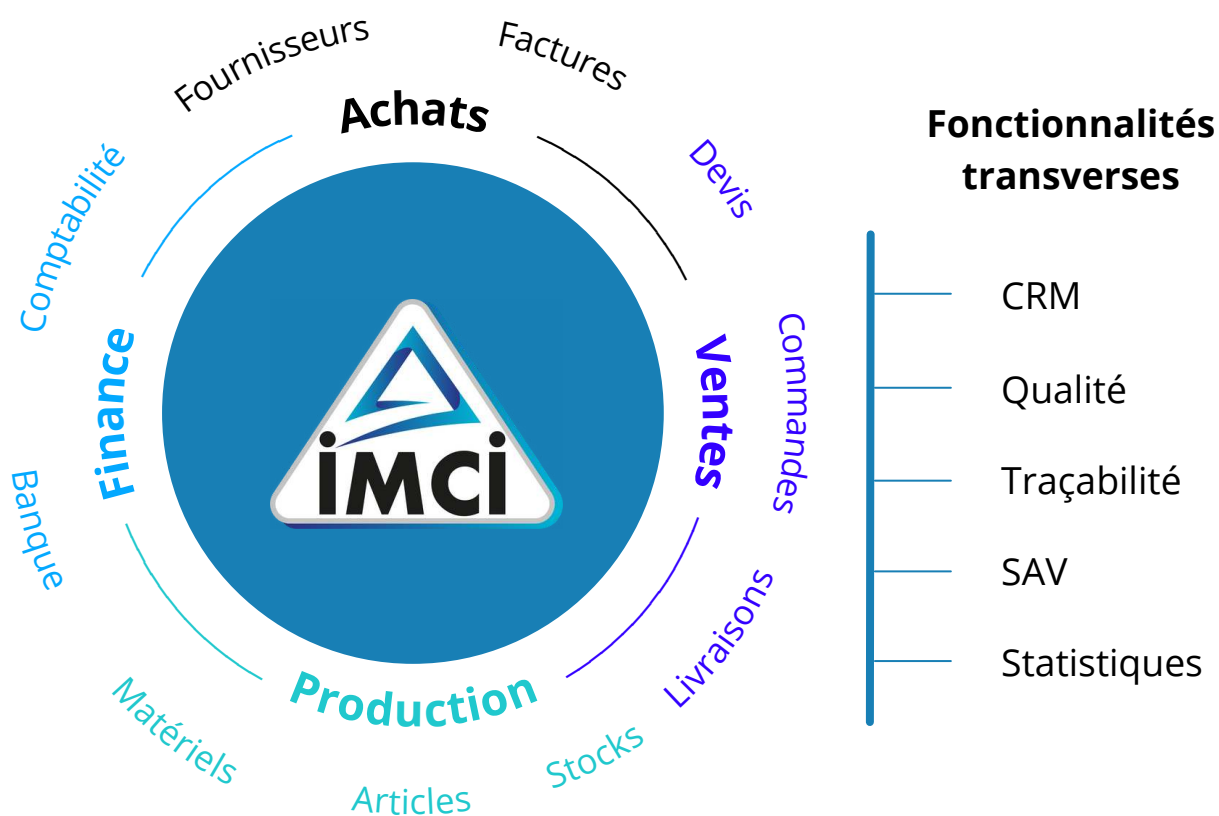 Fournisseurs
Factures
Achats
Devis
Comptabilité
Commandes
Ventes
Finance
Banque
Livraisons
Production
Matériels
Articles
Stocks
iMCi
Fonctionnalités
transverses
CRM
Qualité
Traçabilité
SAV
Statistiques